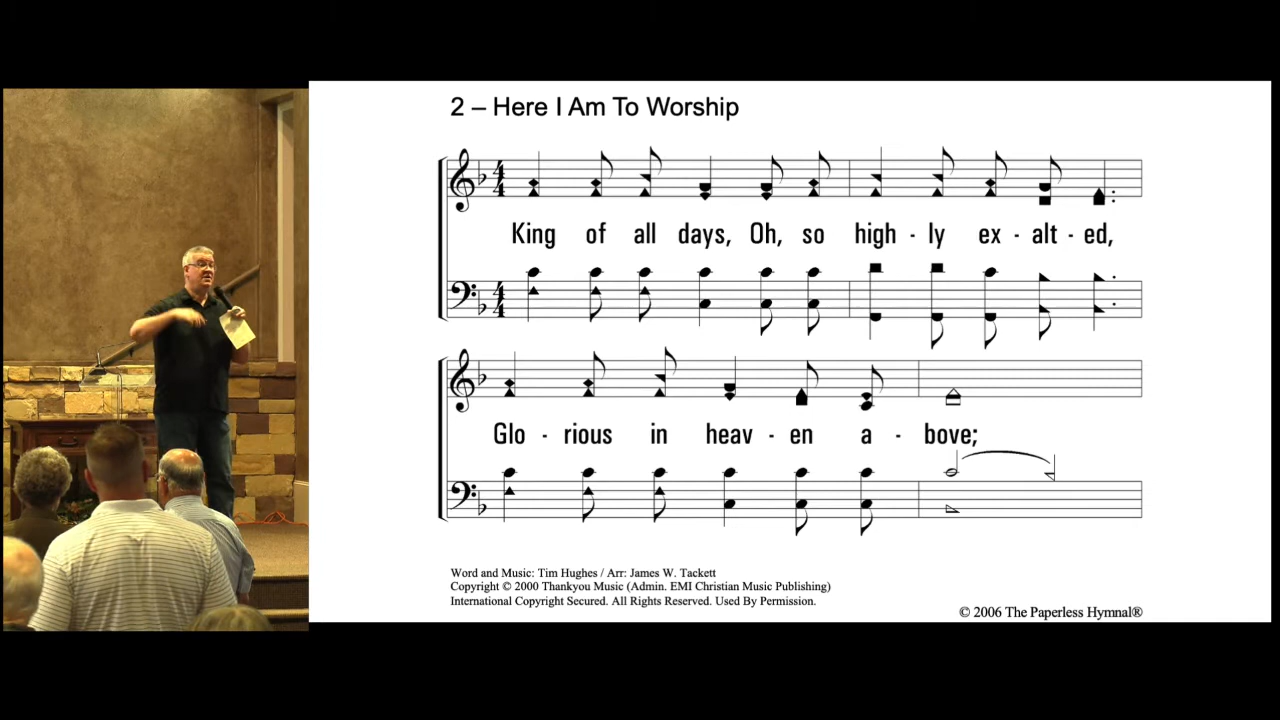 2 – Here I Am To Worship
King of all days, Oh, so high - ly ex - alt - ed,
Glo - rious in heav - en a - bove;
Word and Music: Tim Hughes / Arr: James W. Tackett
Copyright © 2000 Thankyou Music (Admin. EMI Christian Music Publishing)
International Copyright Secured. All Rights Reserved. Used By Permission.
© 2006 The Paperless Hymnal®